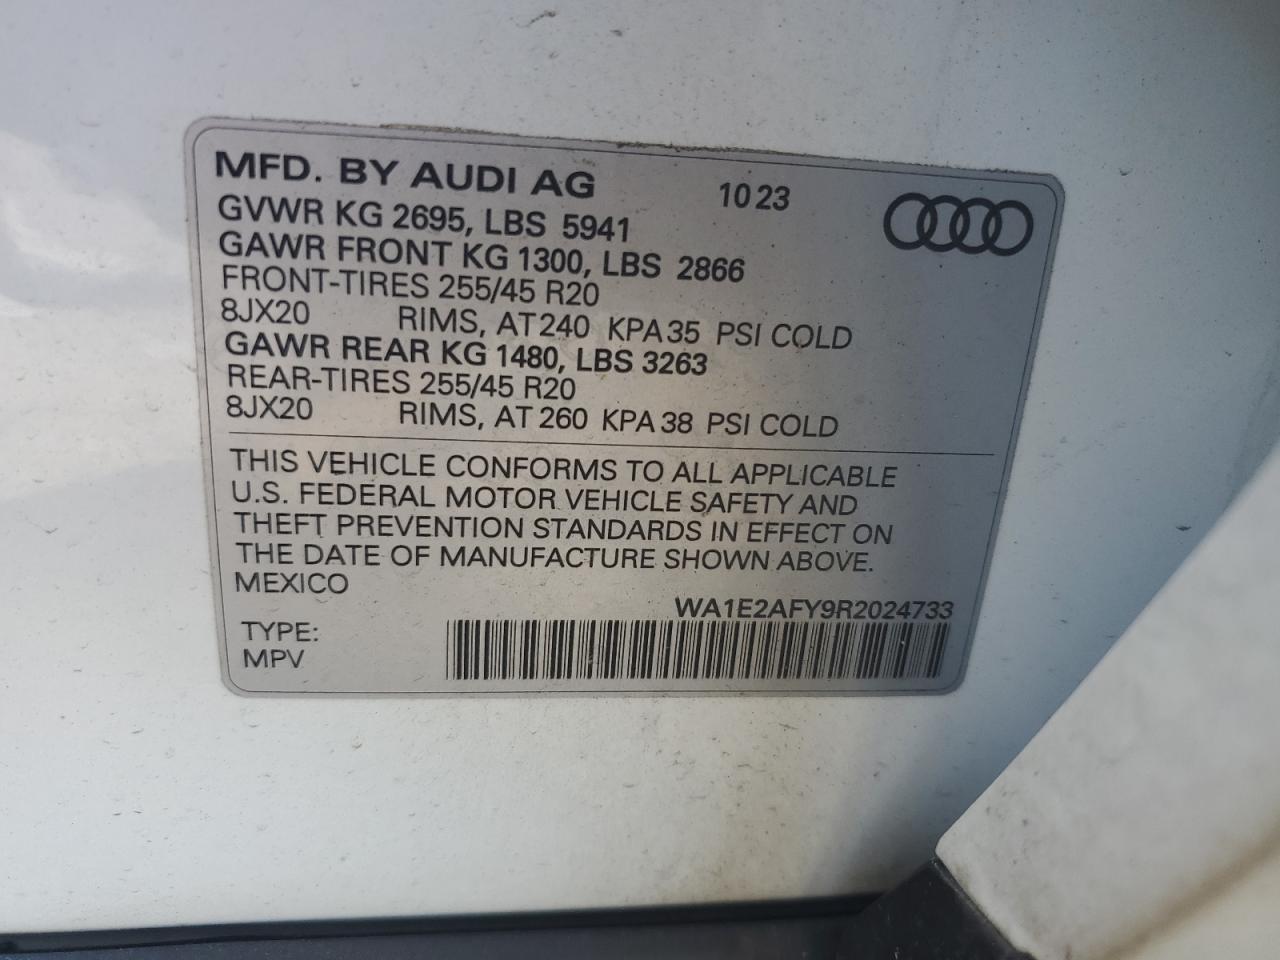 MFD. BY AUDI AG 10 23
GVWR KG 2695, LBS 5941
GAWR FRONT KG 1300, LBS 2866
FRONT-TIRES 255/45 R20
8JX20 RIMS, AT 240 KPA 35 PSI COLD
GAWR REAR KG 1480, LBS 3263
REAR-TIRES 255/45 R20
8JX20 RIMS, AT 260 KPA 38 PSI COLD
THIS VEHICLE CONFORMS TO ALL APPLICABLE
U.S. FEDERAL MOTOR VEHICLE SAFETY AND
THEFT PREVENTION STANDARDS IN EFFECT ON
THE DATE OF MANUFACTURE SHOWN ABOVE.
MEXICO
WA1E2AFY9R2024733
TYPE:
MPV